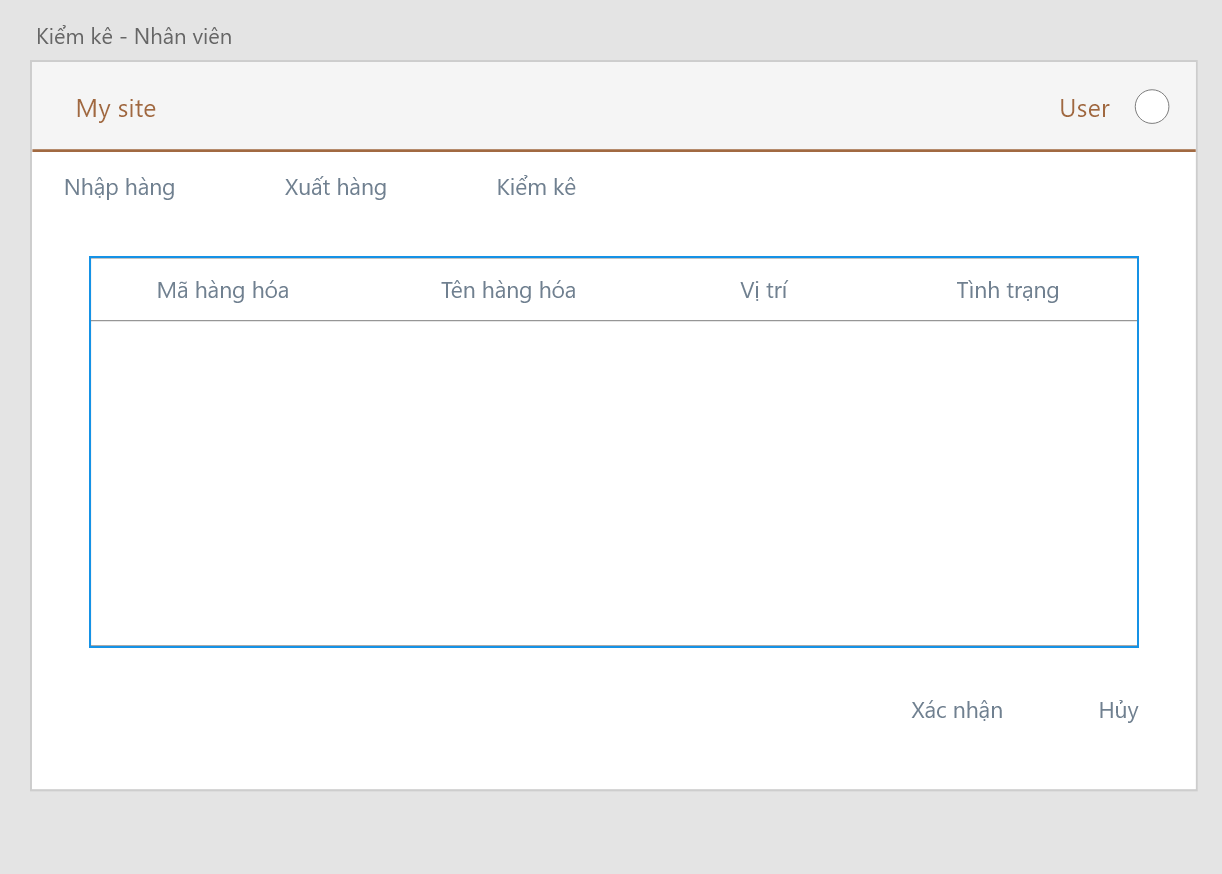 Kiểm kê - Nhân viên
My site User
Nhập hàng Xuất hàng Kiểm kê
Mã hàng hóa Tên hàng hóa Vị trí Tình trạng
Xác nhận Hủy